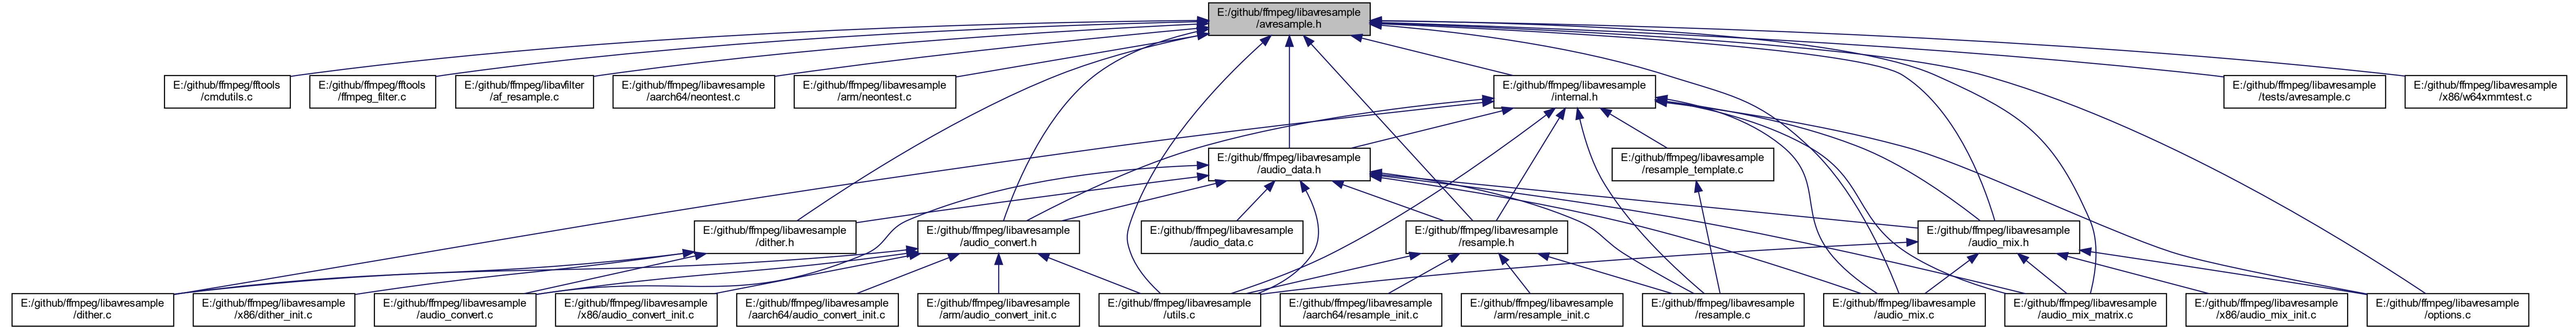 E:/github/ffmpeg/libavresample
/avresample.h
E:/github/ffmpeg/fftools
/cmdutils.c
E:/github/ffmpeg/fftools
/ffmpeg_filter.c
E:/github/ffmpeg/libavfilter
/af_resample.c
E:/github/ffmpeg/libavresample
/aarch64/neontest.c
E:/github/ffmpeg/libavresample
/arm/neontest.c
E:/github/ffmpeg/libavresample
/internal.h
E:/github/ffmpeg/libavresample
/tests/avresample.c
E:/github/ffmpeg/libavresample
/x86/w64xmmtest.c
E:/github/ffmpeg/libavresample
/audio_data.h
E:/github/ffmpeg/libavresample
/resample_template.c
E:/github/ffmpeg/libavresample
/dither.h
E:/github/ffmpeg/libavresample
/audio_convert.h
E:/github/ffmpeg/libavresample
/audio_data.c
E:/github/ffmpeg/libavresample
/resample.h
E:/github/ffmpeg/libavresample
/audio_mix.h
E:/github/ffmpeg/libavresample
/dither.c
E:/github/ffmpeg/libavresample
/x86/dither_init.c
E:/github/ffmpeg/libavresample
/audio_convert.c
E:/github/ffmpeg/libavresample
/x86/audio_convert_init.c
E:/github/ffmpeg/libavresample
/aarch64/audio_convert_init.c
E:/github/ffmpeg/libavresample
/arm/audio_convert_init.c
E:/github/ffmpeg/libavresample
/utils.c
E:/github/ffmpeg/libavresample
/aarch64/resample_init.c
E:/github/ffmpeg/libavresample
/arm/resample_init.c
E:/github/ffmpeg/libavresample
/resample.c
E:/github/ffmpeg/libavresample
/audio_mix.c
E:/github/ffmpeg/libavresample
/audio_mix_matrix.c
E:/github/ffmpeg/libavresample
/x86/audio_mix_init.c
E:/github/ffmpeg/libavresample
/options.c